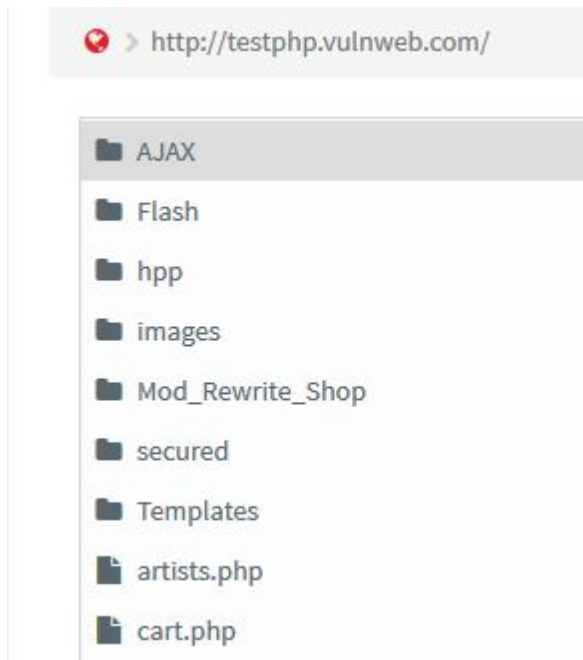 > http://testphp.vulnweb.com/
AJAX
Flash
hpp
images
Mod_Rewrite_Shop
secured
Templates
artists.php
cart.php